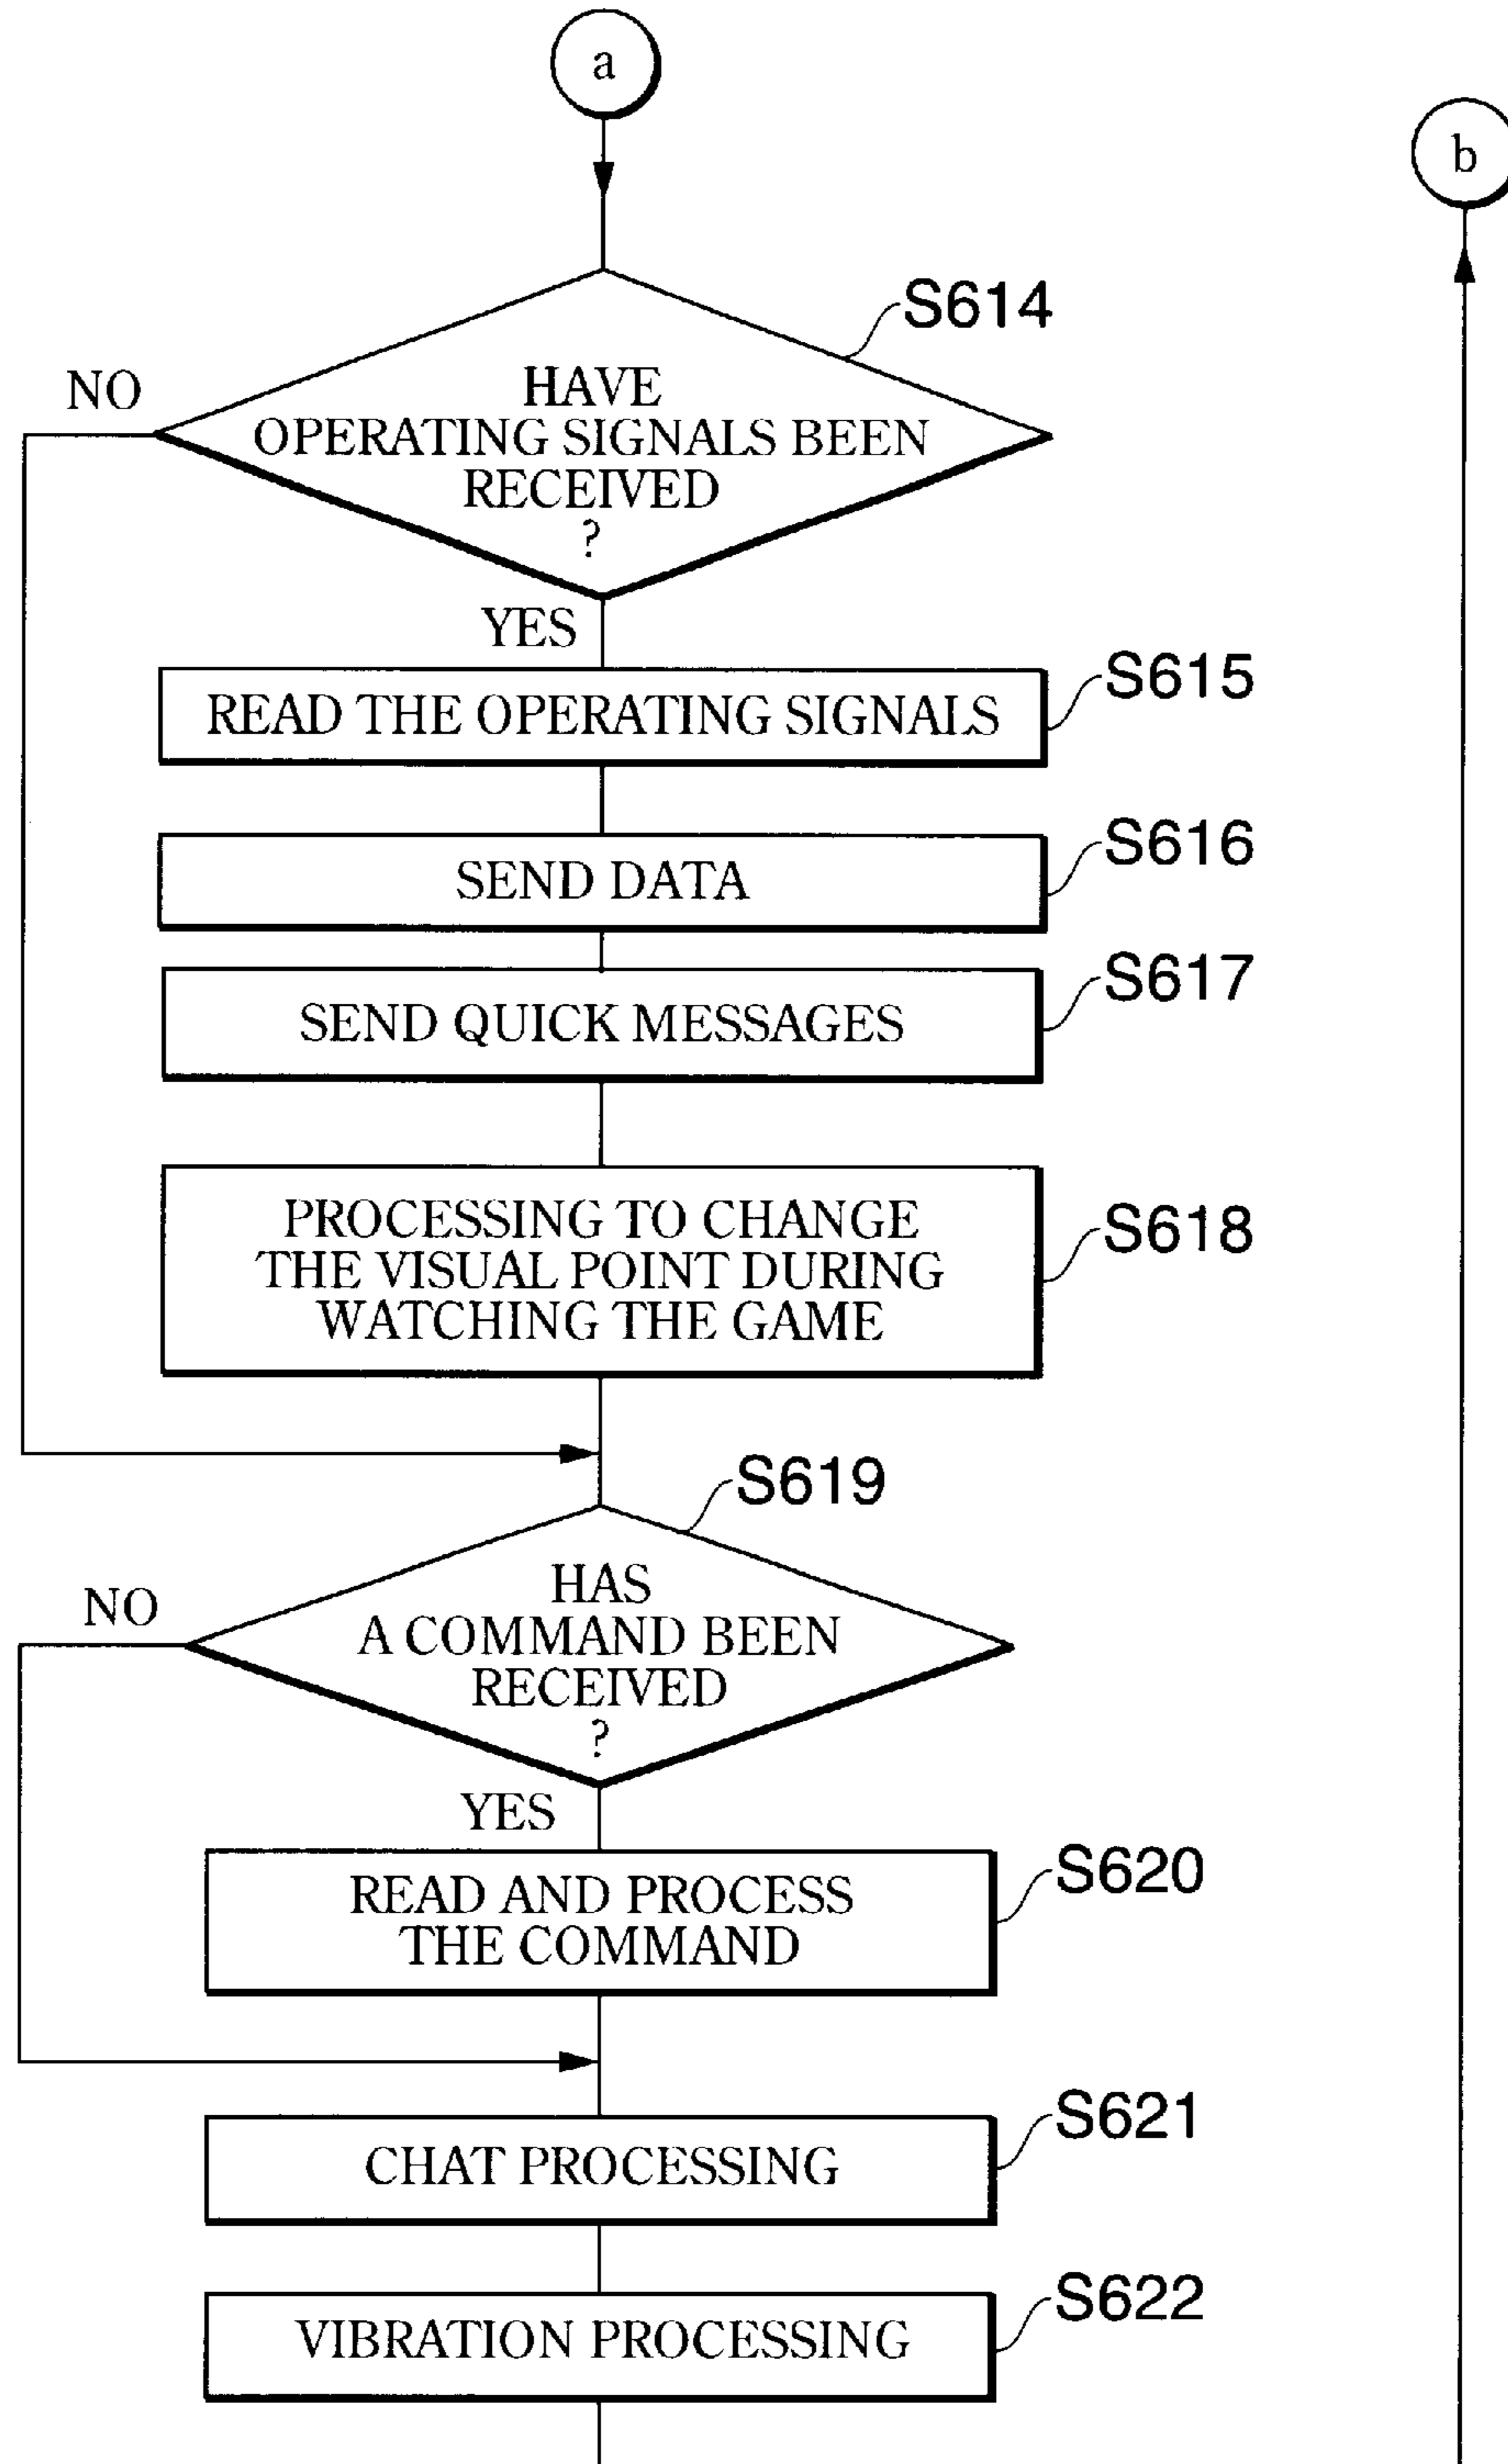 a
b
S614
NO
HAVE
OPERATING SIGNALS BEEN
RECEIVED
?
YES
S615
READ THE OPERATING SIGNALS
S616
SEND DATA
S617
SEND QUICK MESSAGES
S618
PROCESSING TO CHANGE
THE VISUAL POINT DURING
WATCHING THE GAME
S619
NO
HAS
A COMMAND BEEN
RECEIVED
?
YES
S620
READ AND PROCESS
THE COMMAND
S621
CHAT PROCESSING
S622
VIBRATION PROCESSING